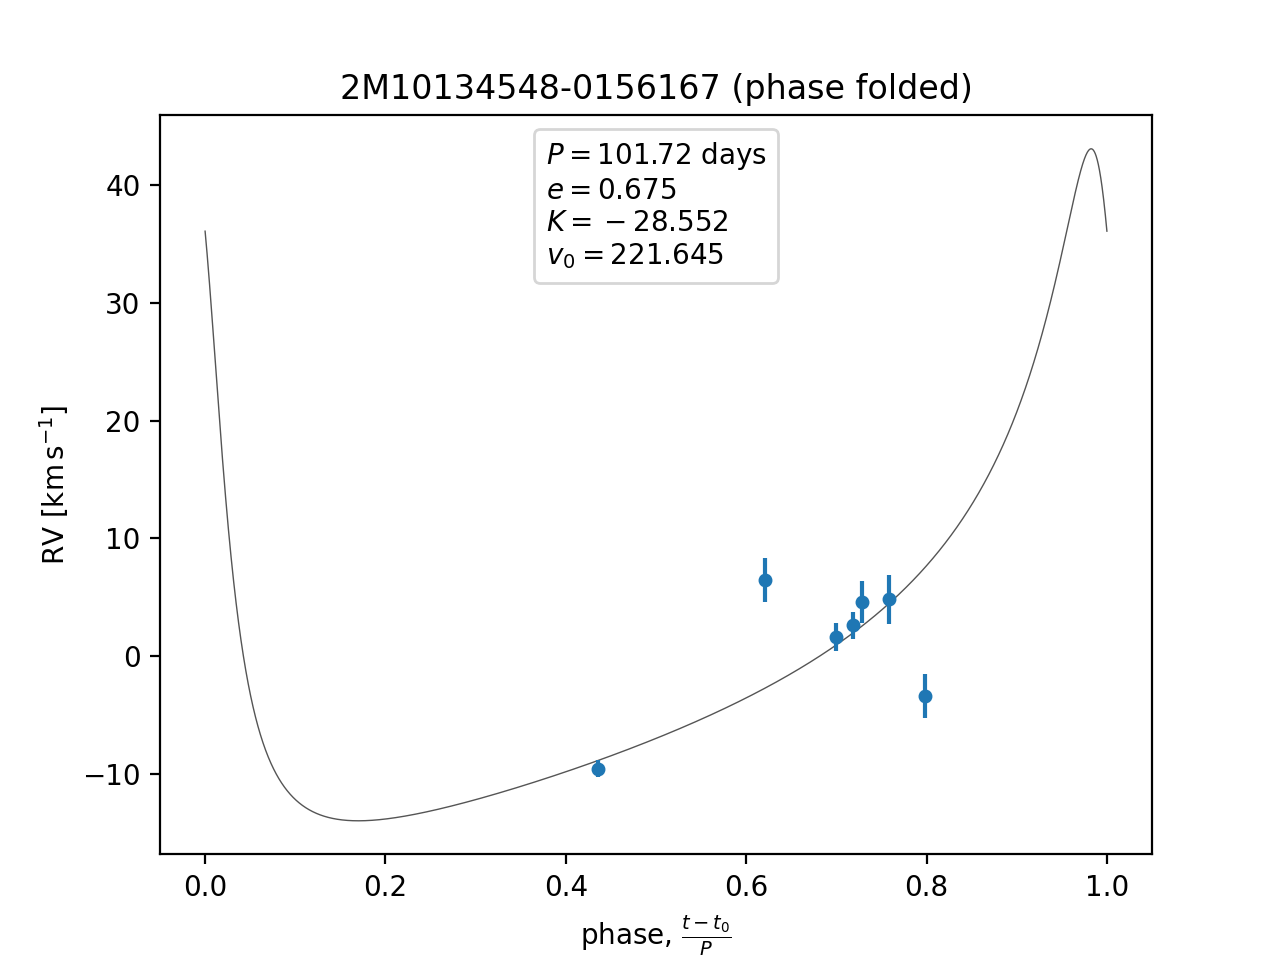 2M10134548-0156167 (phase folded)
P = 101.72 days
e = 0.675
K = −28.552
v₀ = 221.645
40
30
20
10
0
−10
RV [km s⁻¹]
0.0 0.2 0.4 0.6 0.8 1.0
phase, (t − t₀)/P